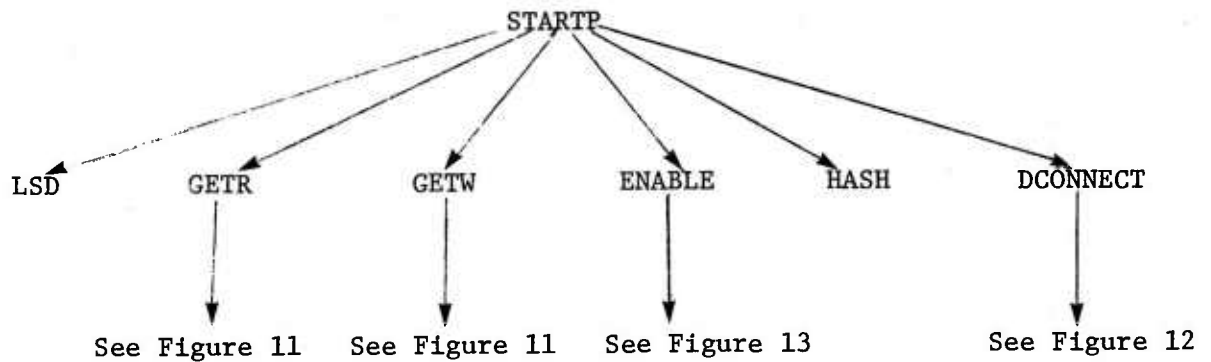 STARTP
LSD GETR GETW ENABLE HASH DCONNECT
See Figure 11 See Figure 11 See Figure 13 See Figure 12